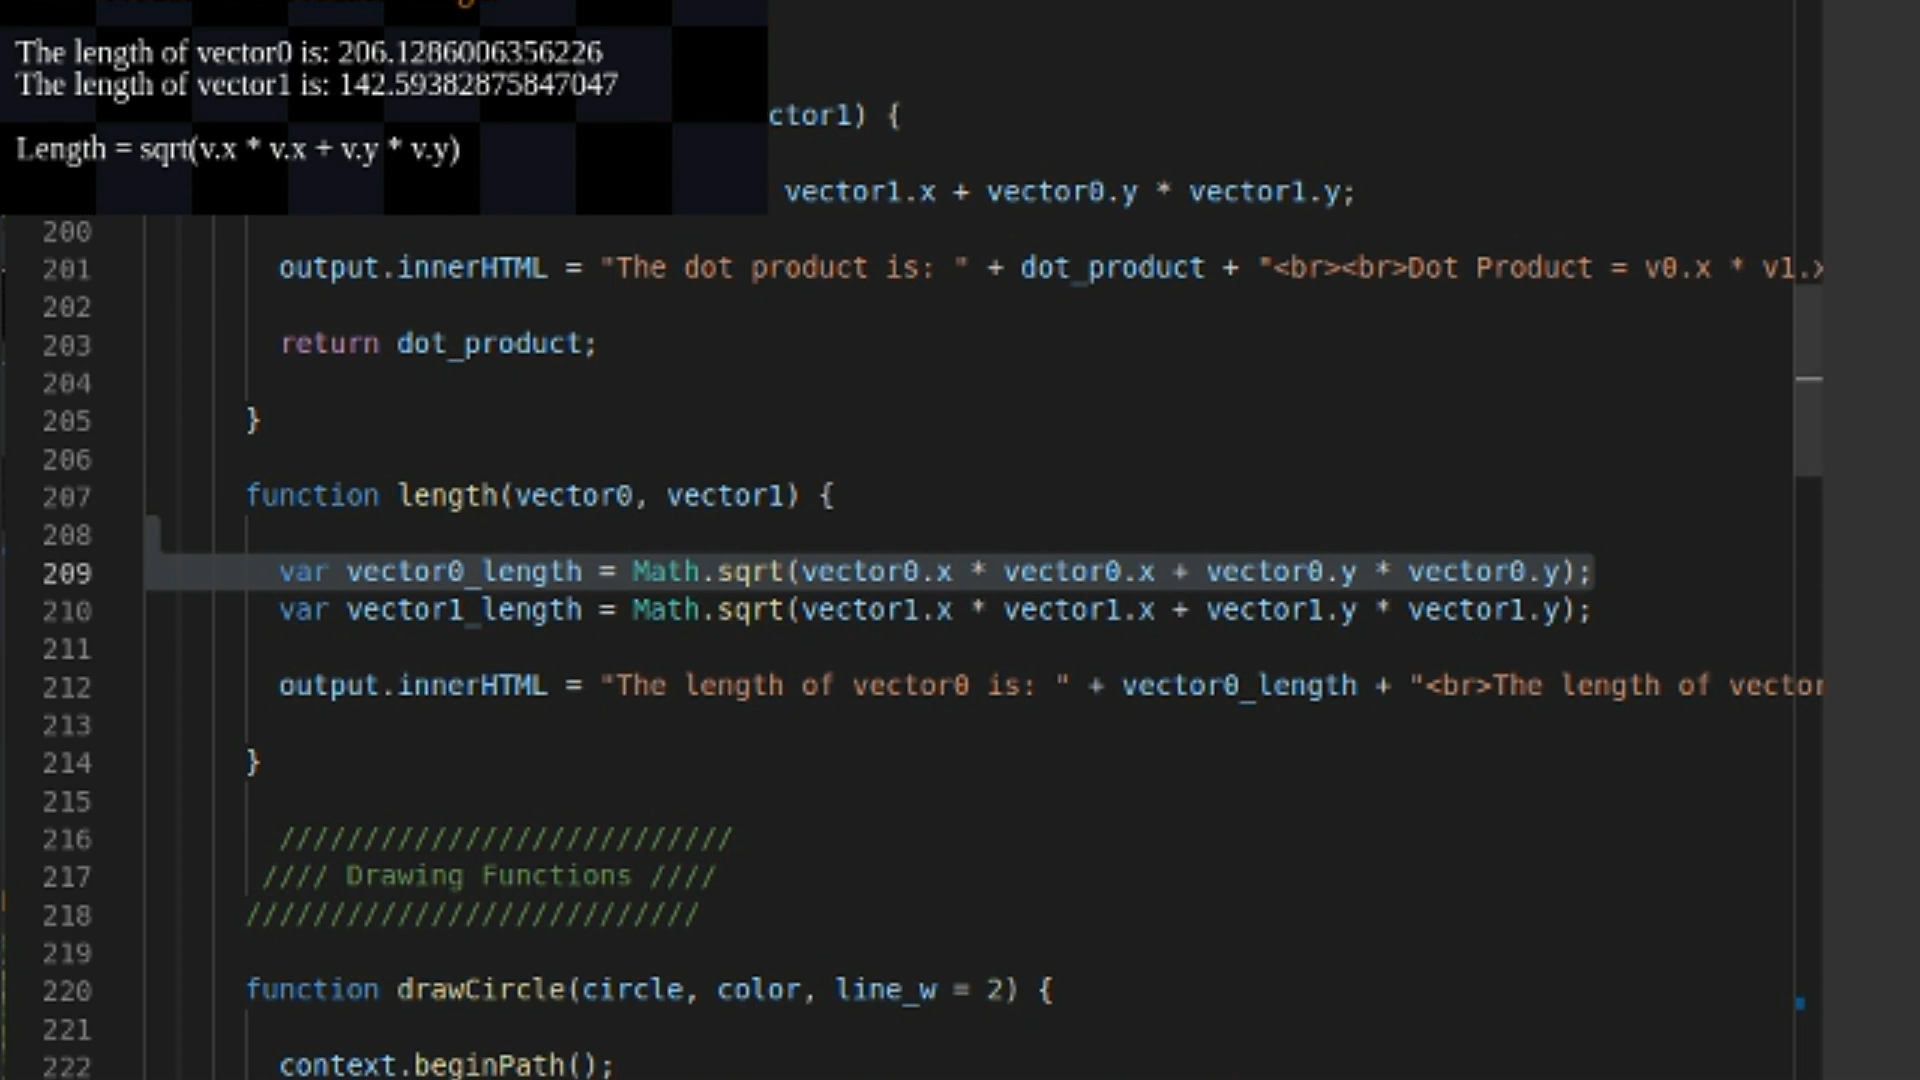 The length of vector0 is: 206.1286006356226
The length of vector1 is: 142.59382875847047
Length = sqrt(v.x * v.x + v.y * v.y)
ctor1) {
vector1.x + vector0.y * vector1.y;
200
201 output.innerHTML = "The dot product is: " + dot_product + "<br><br>Dot Product = v0.x * v1.x
202
203 return dot_product;
204
205 }
206
207 function length(vector0, vector1) {
208
209 var vector0_length = Math.sqrt(vector0.x * vector0.x + vector0.y * vector0.y);
210 var vector1_length = Math.sqrt(vector1.x * vector1.x + vector1.y * vector1.y);
211
212 output.innerHTML = "The length of vector0 is: " + vector0_length + "<br>The length of vector
213
214 }
215
216 ///////////////////////////
217 //// Drawing Functions ////
218 ///////////////////////////
219
220 function drawCircle(circle, color, line_w = 2) {
221
222 context.beginPath();